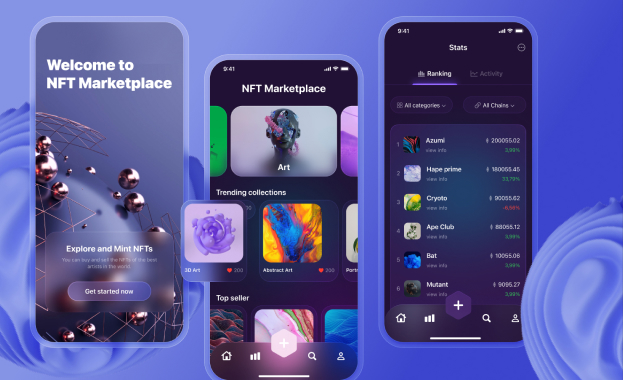 Welcome to
NFT Marketplace
Explore and Mint NFTs
You can buy and sell the NFTs of the best
artists in the world
Get started now
9:41
NFT Marketplace
Art
Trending collections
3D Art
200
Abstract Art
200
Portr
Top seller
9:41
Stats
Ranking
Activity
All categories
All Chains
1
Azumi
view info
200055.02
3,99%
2
Hape prime
view info
180055.45
23,79%
3
Cryoto
view info
90055.62
-6,56%
4
Ape Club
view info
88055.12
3,99%
5
Bat
view info
10055.06
3,99%
6
Mutant
view info
9095.27
3,99%